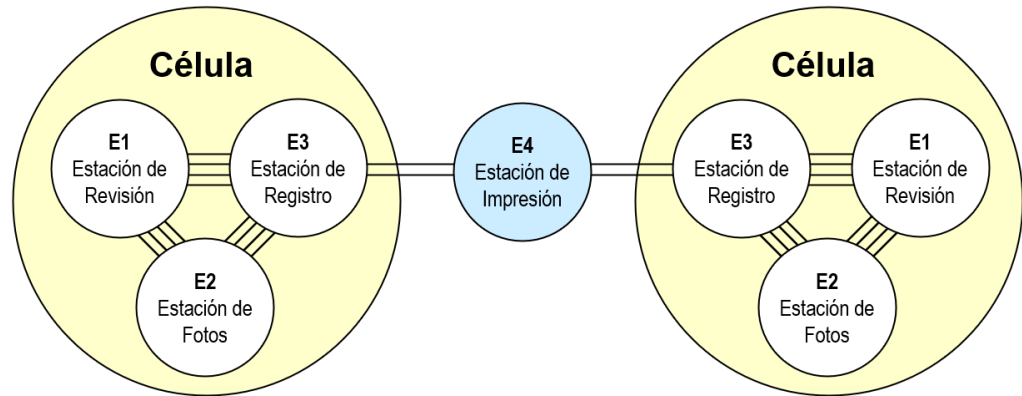 Célula
E1
Estación de
Revisión
E3
Estación de
Registro
E2
Estación de
Fotos
E4
Estación de
Impresión
Célula
E3
Estación de
Registro
E1
Estación de
Revisión
E2
Estación de
Fotos